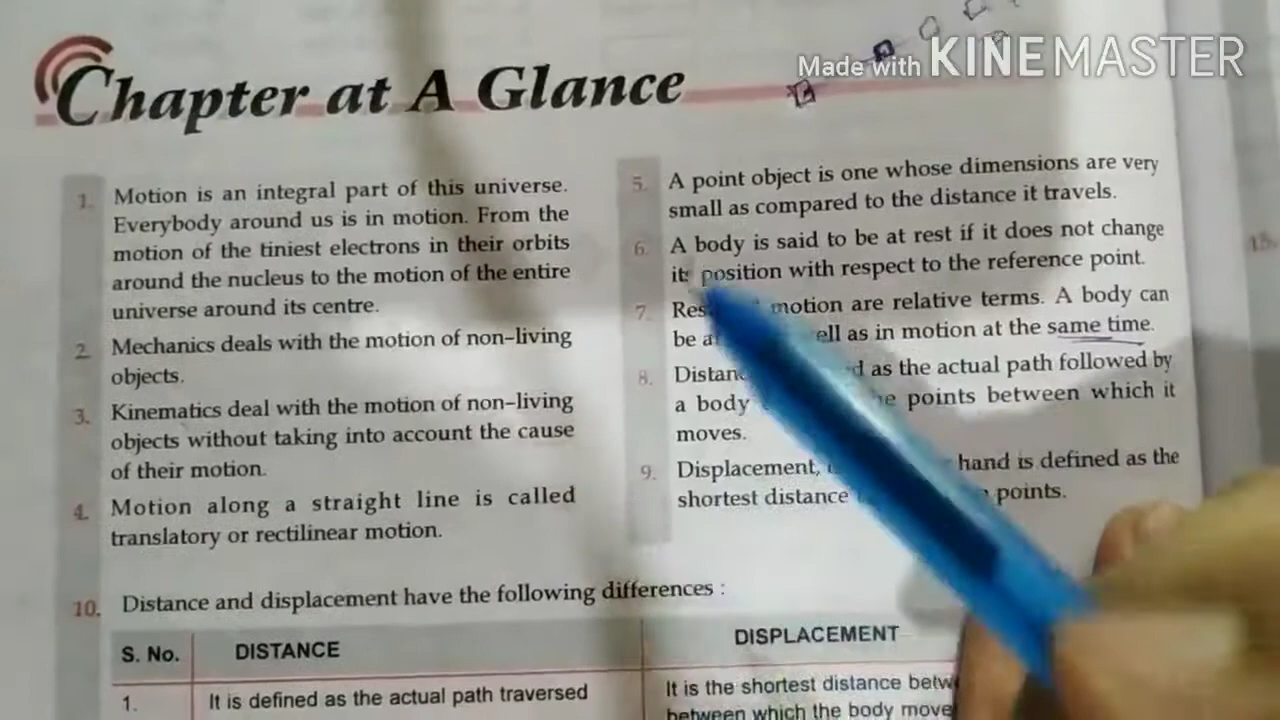 Made with KINEMASTER
Chapter at A Glance
1. Motion is an integral part of this universe.
Everybody around us is in motion. From the
motion of the tiniest electrons in their orbits
around the nucleus to the motion of the entire
universe around its centre.
2. Mechanics deals with the motion of non-living
objects.
3. Kinematics deal with the motion of non-living
objects without taking into account the cause
of their motion.
4. Motion along a straight line is called
translatory or rectilinear motion.
5. A point object is one whose dimensions are very
small as compared to the distance it travels.
6. A body is said to be at rest if it does not change
its position with respect to the reference point.
7. Res motion are relative terms. A body can
be a ell as in motion at the same time.
8. Distan d as the actual path followed by
a body points between which it
moves.
9. Displacement, hand is defined as the
shortest distance points.
15.
10. Distance and displacement have the following differences :
S. No. DISTANCE DISPLACEMENT
1. It is defined as the actual path traversed It is the shortest distance betw
between which the body move